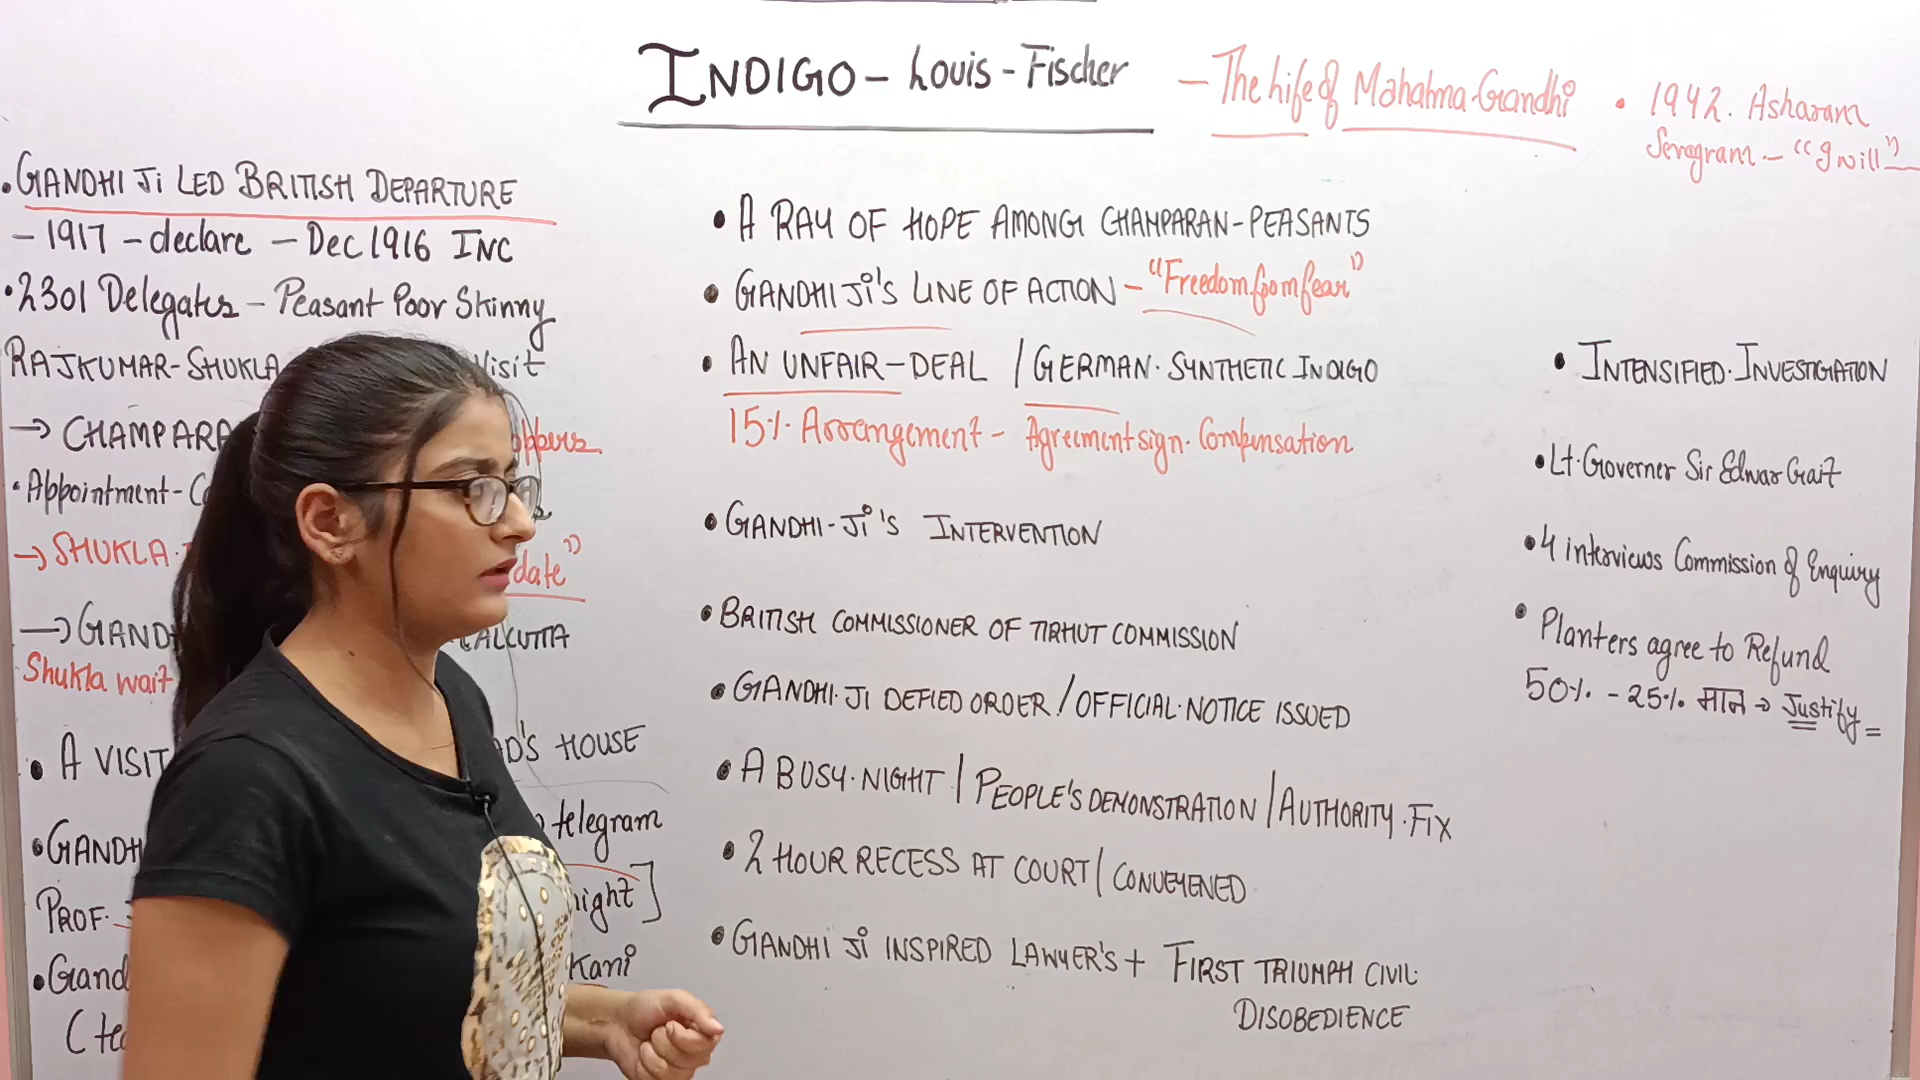 INDIGO - Louis - Fischer - The Life of Mahatma Gandhi
• 1942. Asharam
Sevagram - "I will"
• GANDHI Ji LED BRITISH DEPARTURE
- 1917 - declare - Dec 1916 INC
• 2301 Delegates - Peasant Poor Skinny
RAJKUMAR-SHUKLA Visit
→ CHAMPARA
• Appointment - C
→ SHUKLA date"
→ GAND CALCUTTA
Shukla wait
• A VISIT D'S HOUSE
• GANDH telegram
PROF. night]
• Gand Kani
(te
• A RAY OF HOPE AMONG CHAMPARAN-PEASANTS
• GANDHI Ji'S LINE OF ACTION - "Freedom from fear"
• AN UNFAIR-DEAL / GERMAN. SYNTHETIC INDIGO
15%. Arrangement - Agreement sign. Compensation
• GANDHI-Ji'S INTERVENTION
• BRITISH COMMISSIONER OF TIRHUT COMMISSION
• GANDHI.JI DEFIED ORDER / OFFICIAL.NOTICE ISSUED
• A BUSY.NIGHT / PEOPLE'S DEMONSTRATION / AUTHORITY.FIX
• 2 HOUR RECESS AT COURT / CONVEYENED
• GANDHI Ji INSPIRED LAWYER'S + FIRST TRIUMPH CIVIL
DISOBEDIENCE
• INTENSIFIED.INVESTIGATION
• Lt. Governer Sir Edwar Gait
• 4 interviews Commission of Enquiry
• Planters agree to Refund
50%. - 25%. माने → Justify =